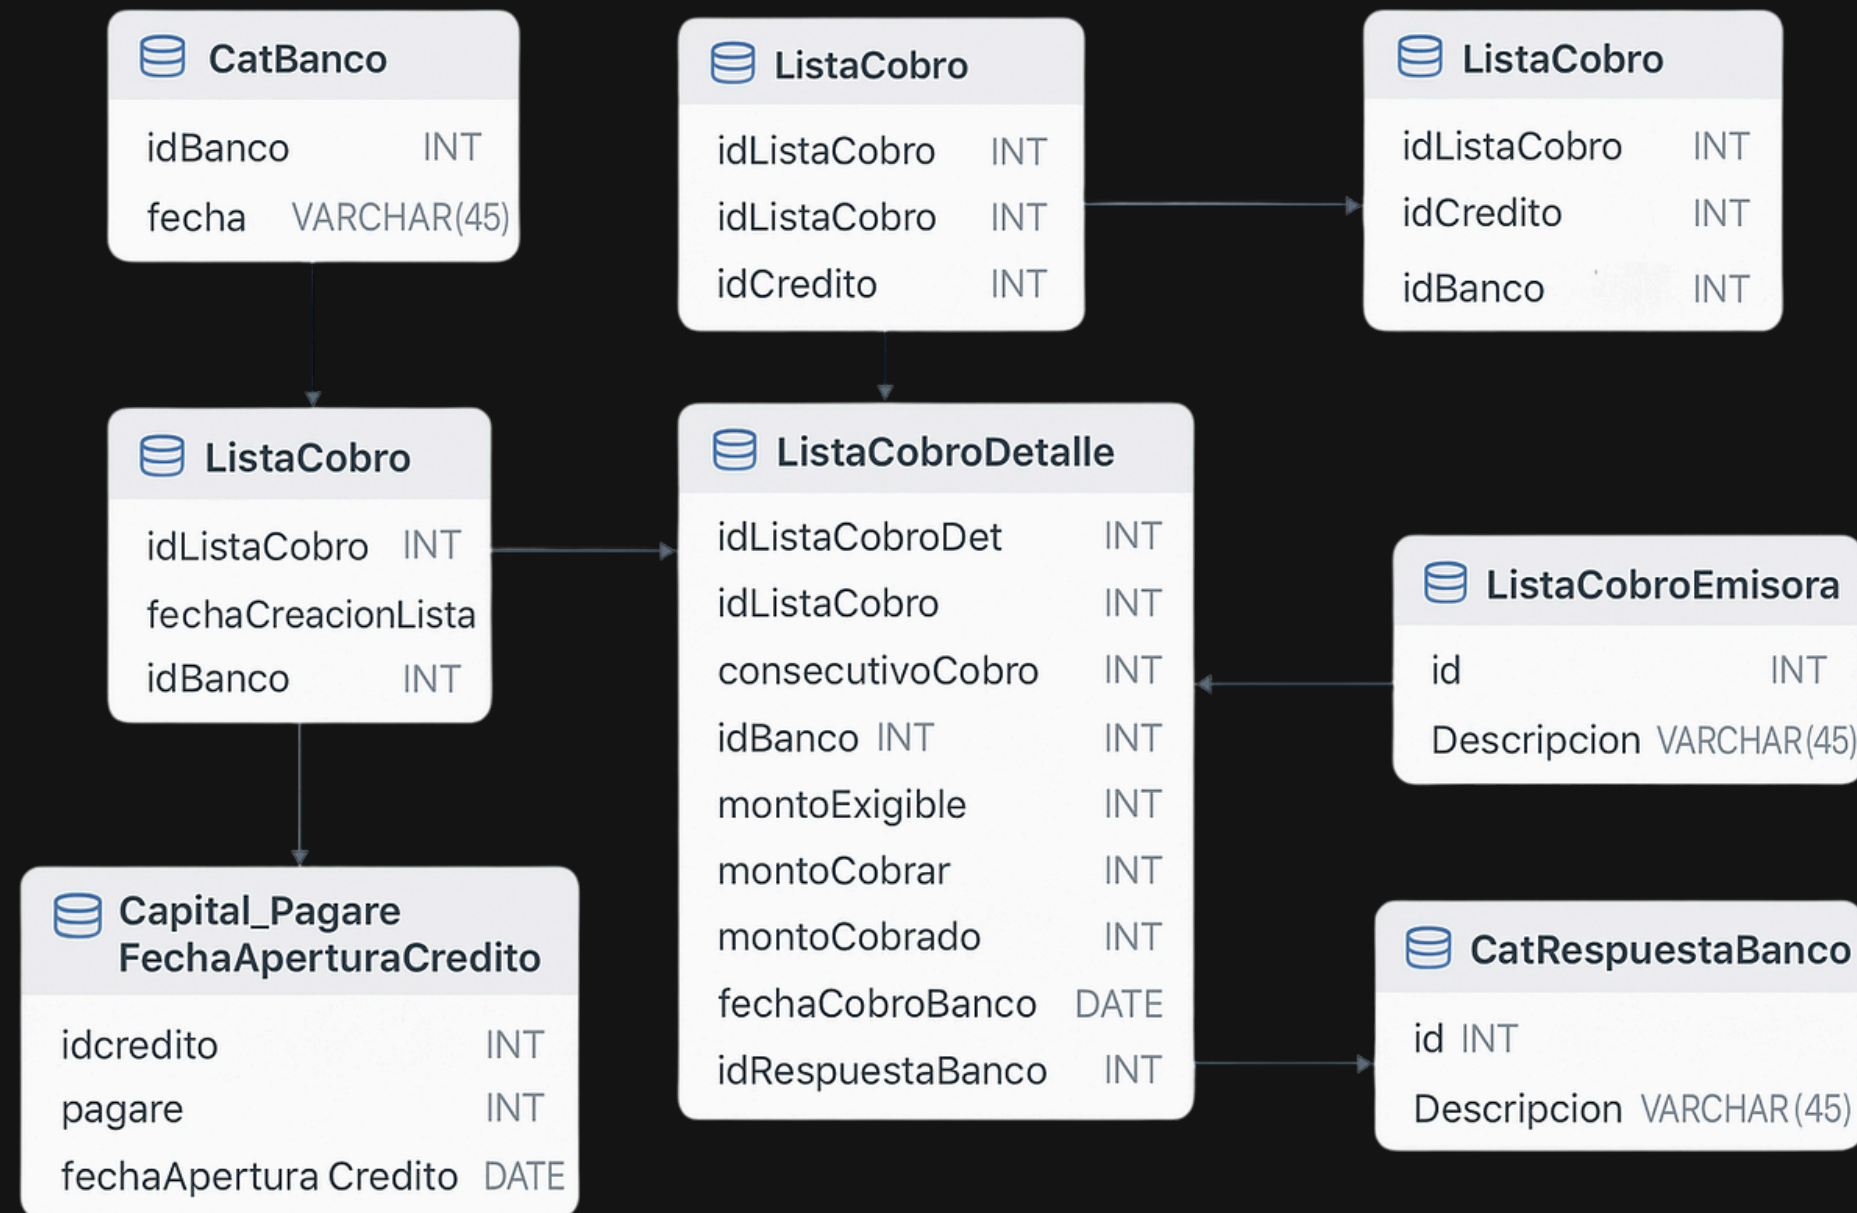 CatBanco
idBanco INT
fecha VARCHAR(45)
ListaCobro
idListaCobro INT
idListaCobro INT
idCredito INT
ListaCobro
idListaCobro INT
idCredito INT
idBanco INT
ListaCobro
idListaCobro INT
fechaCreacionLista
idBanco INT
ListaCobroDetalle
idListaCobroDet INT
idListaCobro INT
consecutivoCobro INT
idBanco INT INT
montoExigible INT
montoCobrar INT
montoCobrado INT
fechaCobroBanco DATE
idRespuestaBanco INT
ListaCobroEmisora
id INT
Descripcion VARCHAR(45)
Capital_Pagare
FechaAperturaCredito
idcredito INT
pagare INT
fechaApertura Credito DATE
CatRespuestaBanco
id INT
Descripcion VARCHAR(45)